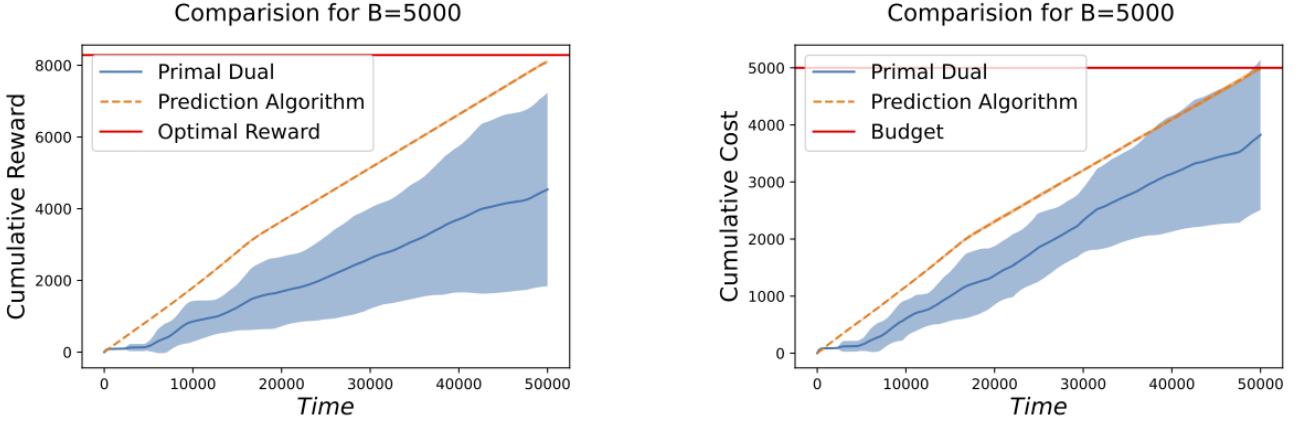 Comparision for B=5000
Cumulative Reward
8000
6000
4000
2000
0
Primal Dual
Prediction Algorithm
Optimal Reward
0
10000
20000
30000
40000
50000
Time
Comparision for B=5000
Cumulative Cost
5000
4000
3000
2000
1000
0
Primal Dual
Prediction Algorithm
Budget
0
10000
20000
30000
40000
50000
Time